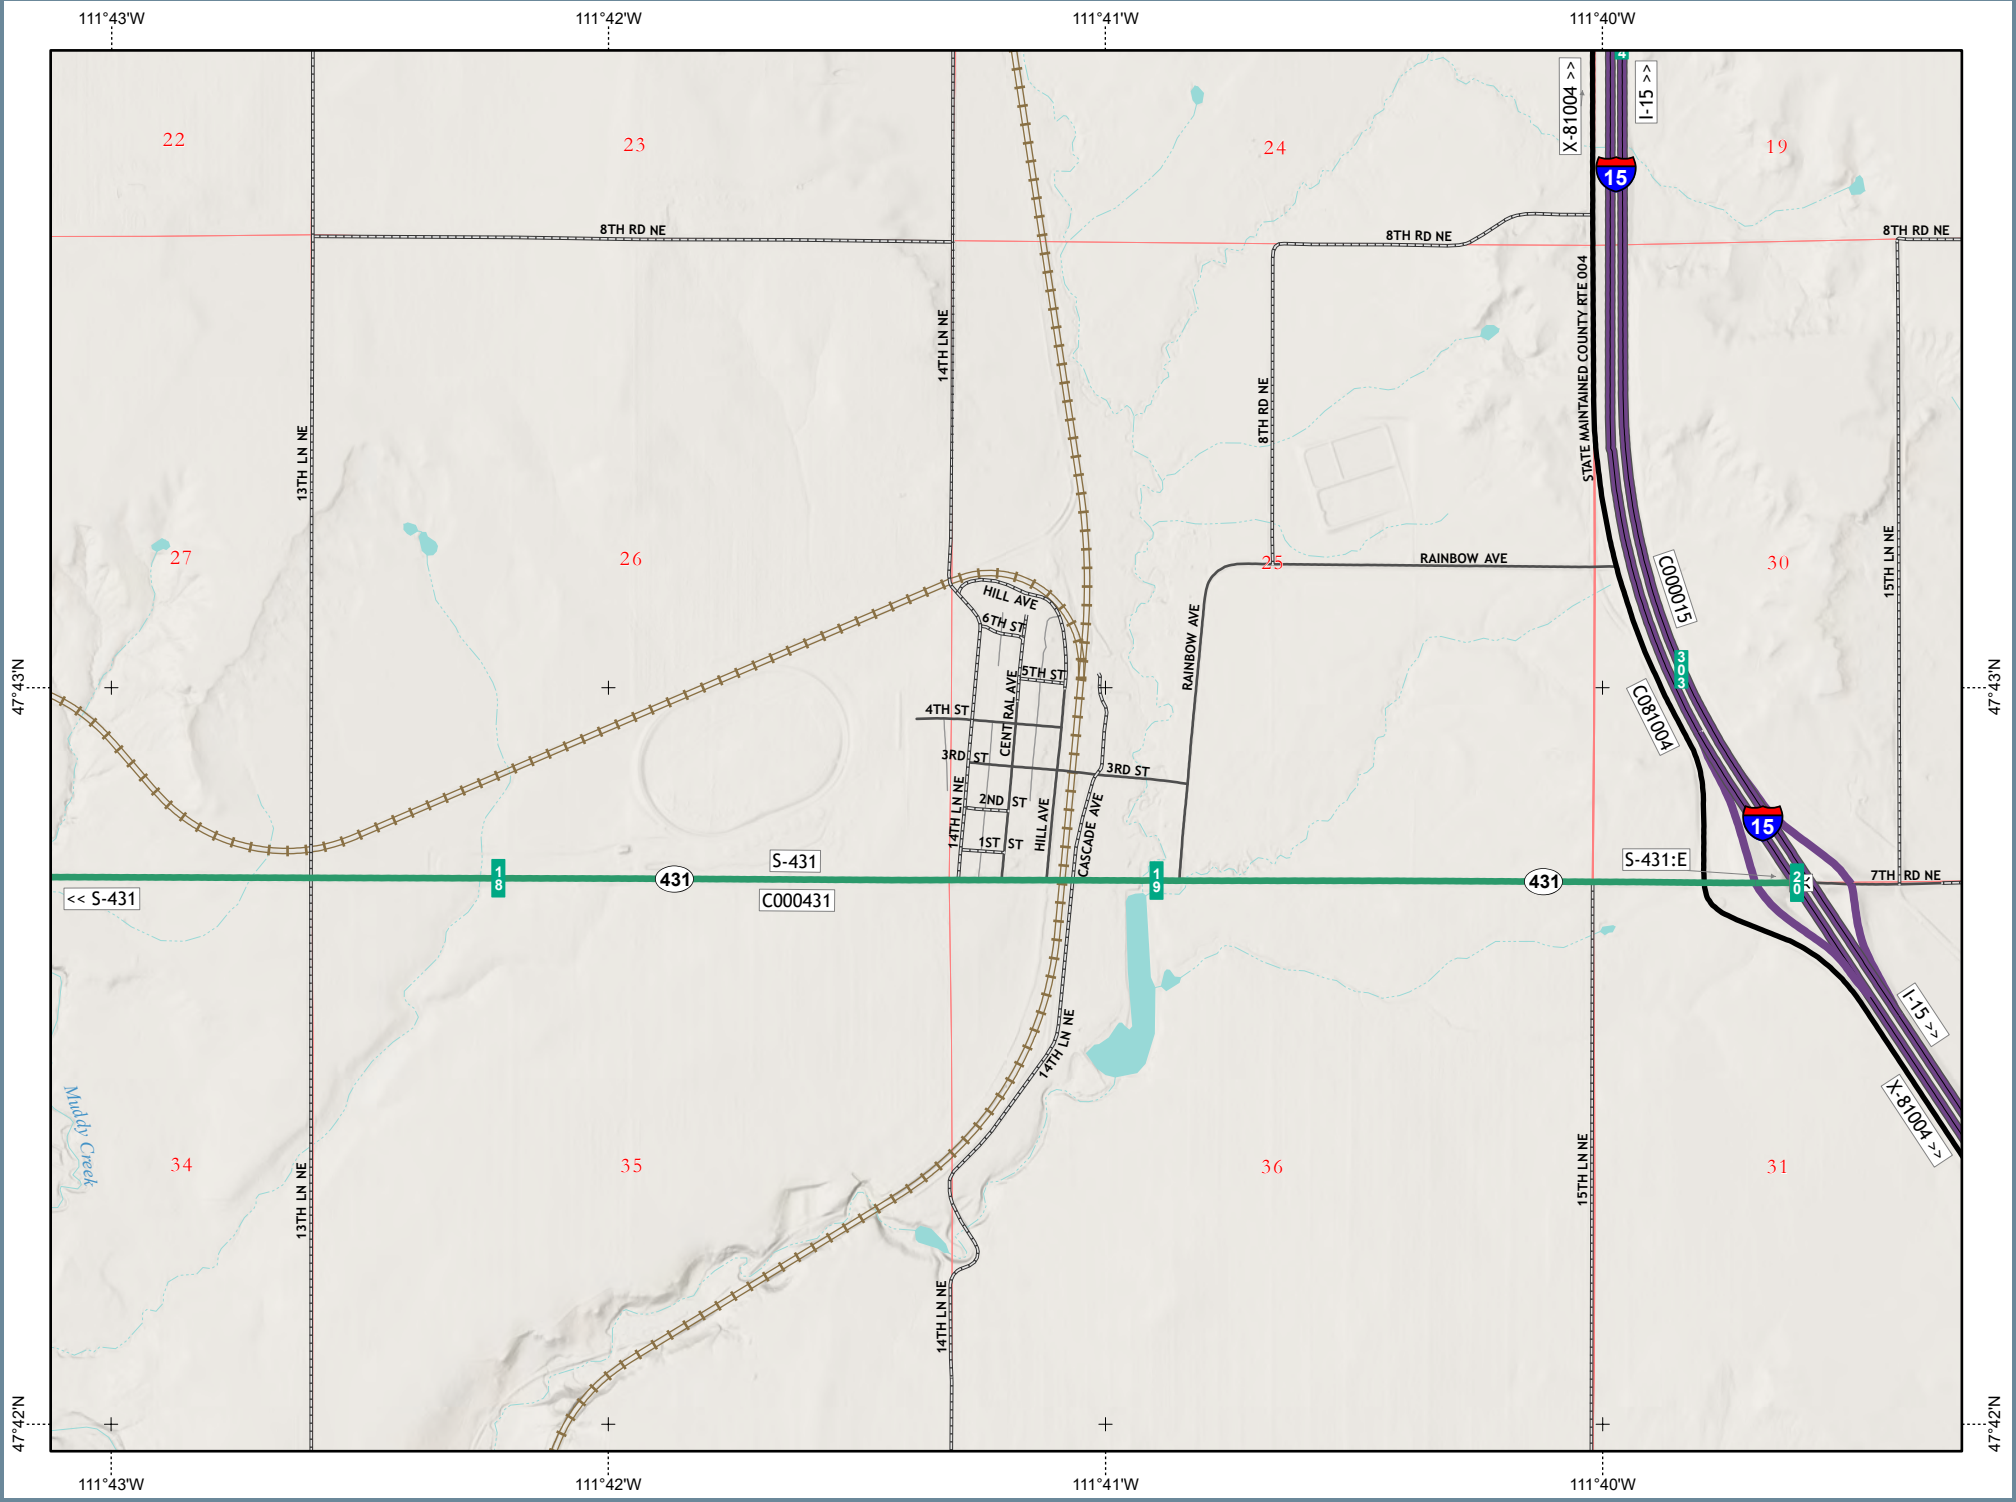 111°43'W 111°42'W 111°41'W 111°40'W
4
X-81004 >>
I-15 >>
22
23
24
19
15
8TH RD NE
8TH RD NE
8TH RD NE
STATE MAINTAINED COUNTY RTE 004
14TH LN NE
8TH RD NE
13TH LN NE
15TH LN NE
27
26
25
RAINBOW AVE
30
C000015
HILL AVE
6TH ST
RAINBOW AVE
5TH ST
CENTRAL AVE
303
47°43'N
47°43'N
C081004
4TH ST
3RD ST
3RD ST
14TH LN NE
2ND ST
HILL AVE
CASCADE AVE
1ST ST
15
S-431
S-431:E
18
431
19
431
20
7TH RD NE
<< S-431
C000431
I-15 >>
14TH LN NE
X-81004 >>
Muddy Creek
34
35
36
31
13TH LN NE
15TH LN NE
14TH LN NE
47°42'N
47°42'N
111°43'W 111°42'W 111°41'W 111°40'W